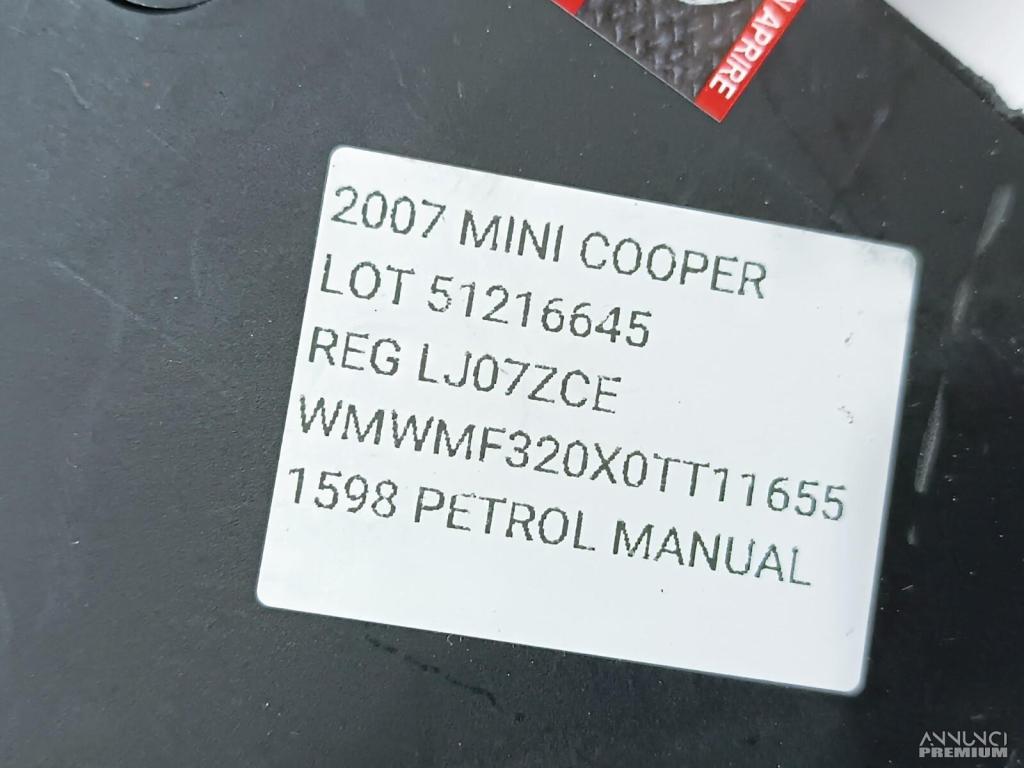 N APRIRE
2007 MINI COOPER
LOT 51216645
REG LJ07ZCE
WMWMF320X0TT11655
1598 PETROL MANUAL
ANNUNCI
PREMIUM